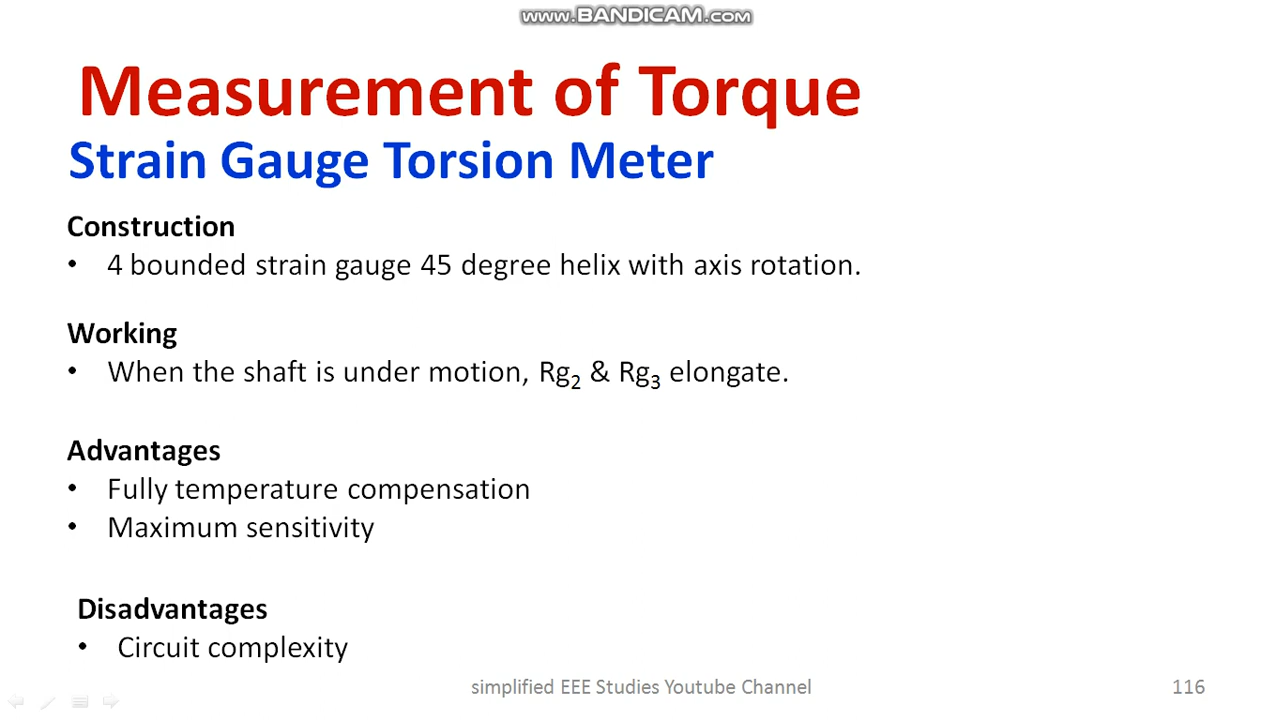 www.BANDICAM.com
Measurement of Torque
Strain Gauge Torsion Meter
Construction
• 4 bounded strain gauge 45 degree helix with axis rotation.
Working
• When the shaft is under motion, Rg₂ & Rg₃ elongate.
Advantages
• Fully temperature compensation
• Maximum sensitivity
Disadvantages
• Circuit complexity
simplified EEE Studies Youtube Channel
116